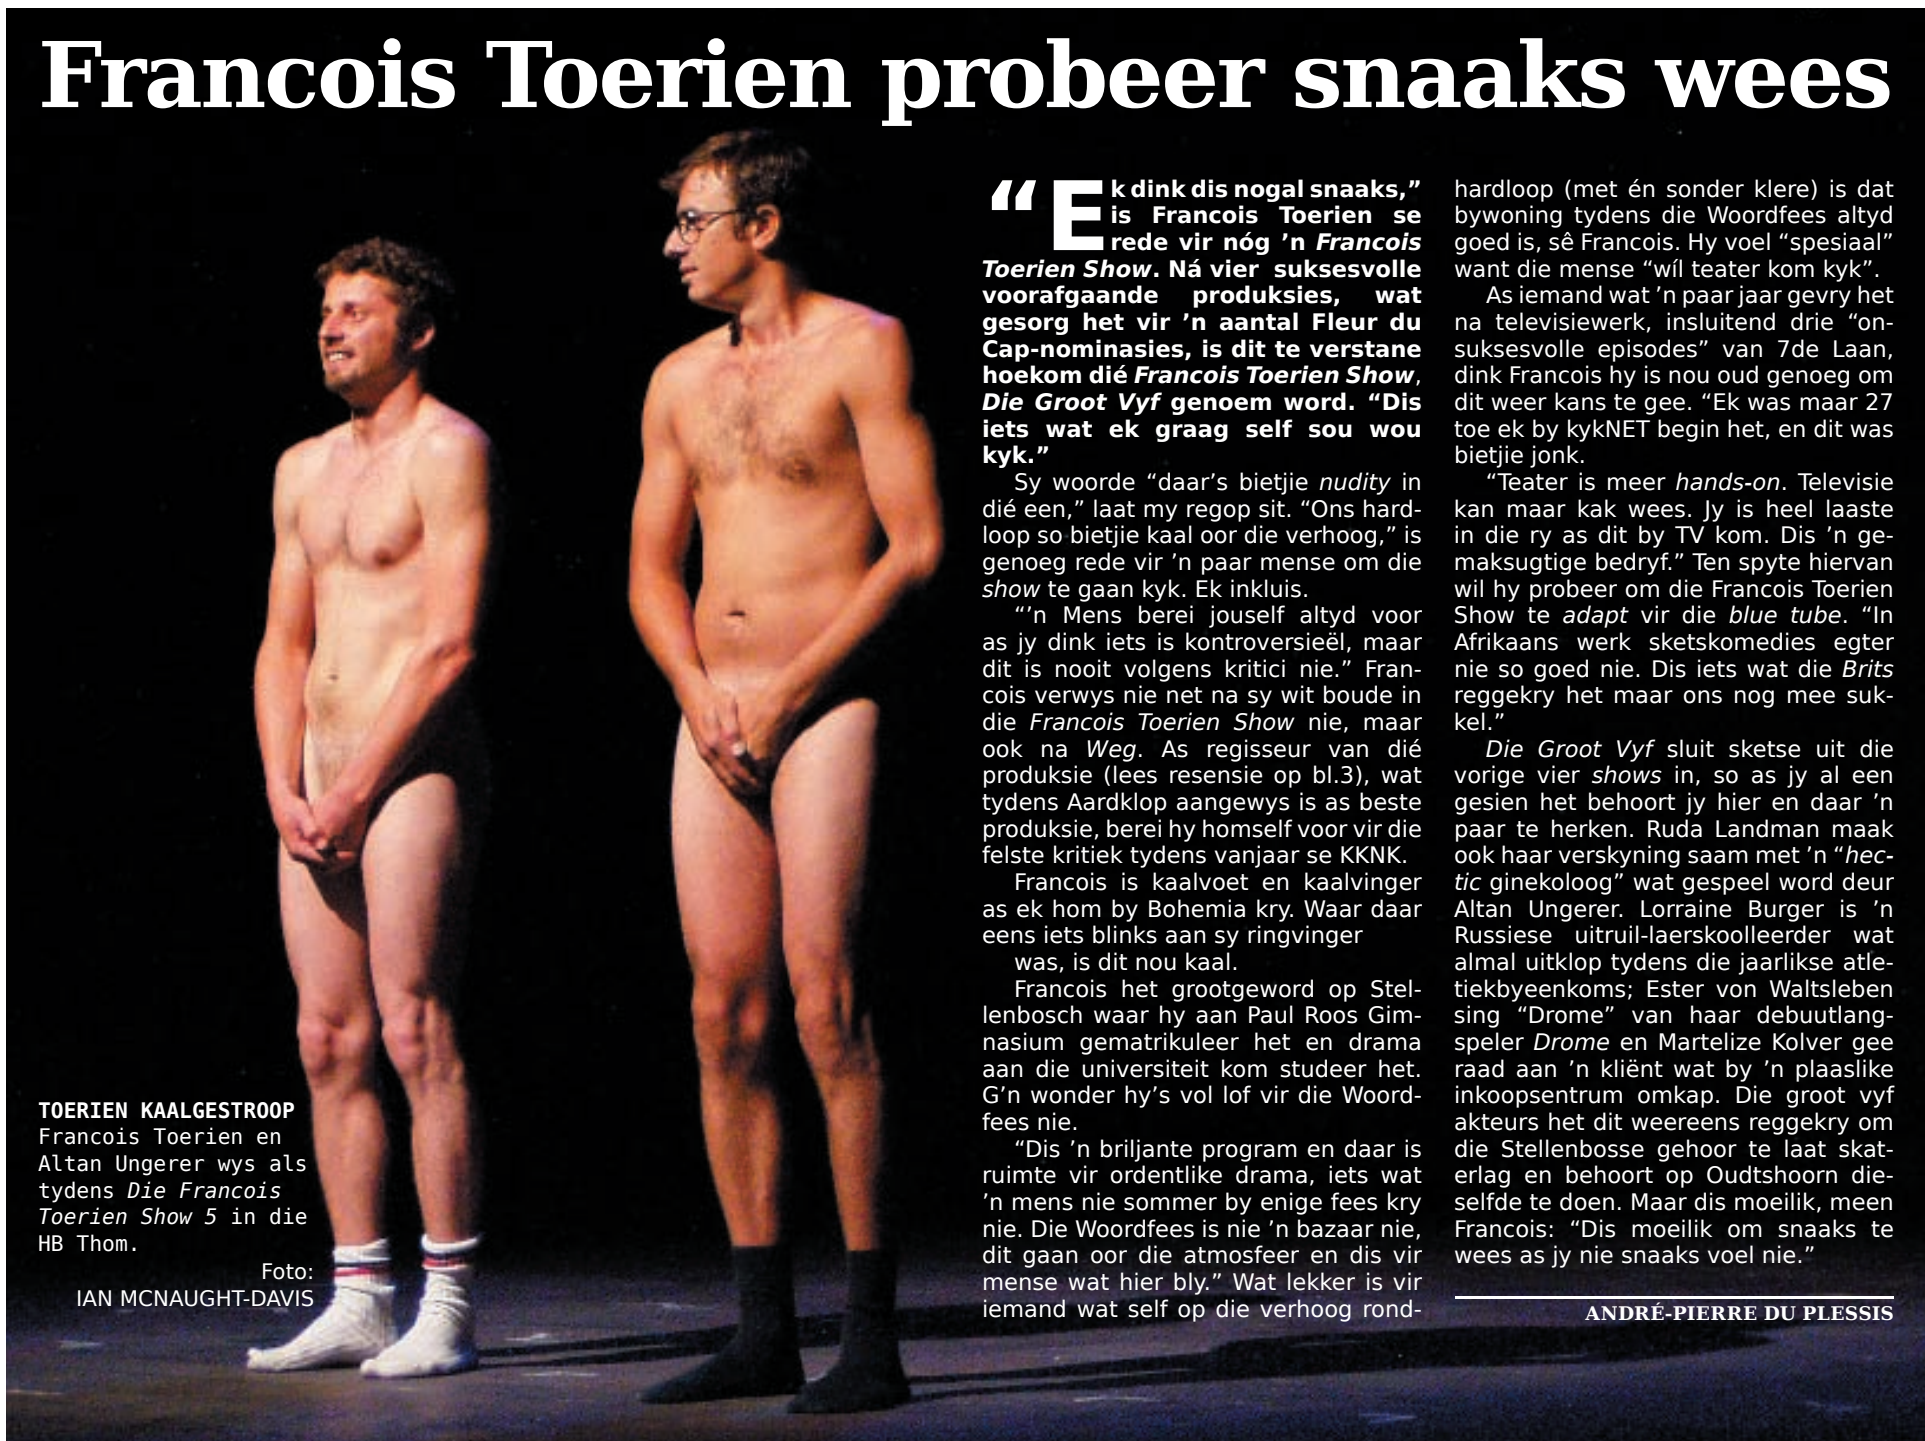 Francois Toerien probeer snaaks wees
“Ek dink dis nogal snaaks,”
is Francois Toerien se
rede vir nóg ’n Francois
Toerien Show. Ná vier suksesvolle
voorafgaande produksies, wat
gesorg het vir ’n aantal Fleur du
Cap-nominasies, is dit te verstane
hoekom dié Francois Toerien Show,
Die Groot Vyf genoem word. “Dis
iets wat ek graag self sou wou
kyk.”
Sy woorde “daar’s bietjie nudity in
dié een,” laat my regop sit. “Ons hard-
loop so bietjie kaal oor die verhoog,” is
genoeg rede vir ’n paar mense om die
show te gaan kyk. Ek inkluis.
“’n Mens berei jouself altyd voor
as jy dink iets is kontroversieël, maar
dit is nooit volgens kritici nie.” Fran-
cois verwys nie net na sy wit boude in
die Francois Toerien Show nie, maar
ook na Weg. As regisseur van dié
produksie (lees resensie op bl.3), wat
tydens Aardklop aangewys is as beste
produksie, berei hy homself voor vir die
felste kritiek tydens vanjaar se KKNK.
Francois is kaalvoet en kaalvinger
as ek hom by Bohemia kry. Waar daar
eens iets blinks aan sy ringvinger
was, is dit nou kaal.
Francois het grootgeword op Stel-
lenbosch waar hy aan Paul Roos Gim-
nasium gematrikuleer het en drama
aan die universiteit kom studeer het.
G’n wonder hy’s vol lof vir die Woord-
fees nie.
“Dis ’n briljante program en daar is
ruimte vir ordentlike drama, iets wat
’n mens nie sommer by enige fees kry
nie. Die Woordfees is nie ’n bazaar nie,
dit gaan oor die atmosfeer en dis vir
mense wat hier bly.” Wat lekker is vir
iemand wat self op die verhoog rond-
hardloop (met én sonder klere) is dat
bywoning tydens die Woordfees altyd
goed is, sê Francois. Hy voel “spesiaal”
want die mense “wíl teater kom kyk”.
As iemand wat ’n paar jaar gevry het
na televisiewerk, insluitend drie “on-
suksesvolle episodes” van 7de Laan,
dink Francois hy is nou oud genoeg om
dit weer kans te gee. “Ek was maar 27
toe ek by kykNET begin het, en dit was
bietjie jonk.
“Teater is meer hands-on. Televisie
kan maar kak wees. Jy is heel laaste
in die ry as dit by TV kom. Dis ’n ge-
maksugtige bedryf.” Ten spyte hiervan
wil hy probeer om die Francois Toerien
Show te adapt vir die blue tube. “In
Afrikaans werk sketskomedies egter
nie so goed nie. Dis iets wat die Brits
reggekry het maar ons nog mee suk-
kel.”
Die Groot Vyf sluit sketse uit die
vorige vier shows in, so as jy al een
gesien het behoort jy hier en daar ’n
paar te herken. Ruda Landman maak
ook haar verskyning saam met ’n “hec-
tic ginekoloog” wat gespeel word deur
Altan Ungerer. Lorraine Burger is ’n
Russiese uitruil-laerskoolleerder wat
almal uitklop tydens die jaarlikse atle-
tiekbyeenkoms; Ester von Waltsleben
sing “Drome” van haar debuutlang-
speler Drome en Martelize Kolver gee
raad aan ’n kliënt wat by ’n plaaslike
inkoopsentrum omkap. Die groot vyf
akteurs het dit weereens reggekry om
die Stellenbosse gehoor te laat skat-
erlag en behoort op Oudtshoorn die-
selfde te doen. Maar dis moeilik, meen
Francois: “Dis moeilik om snaaks te
wees as jy nie snaaks voel nie.”
ANDRÉ-PIERRE DU PLESSIS
TOERIEN KAALGESTROOP
Francois Toerien en
Altan Ungerer wys als
tydens Die Francois
Toerien Show 5 in die
HB Thom.
Foto:
IAN MCNAUGHT-DAVIS